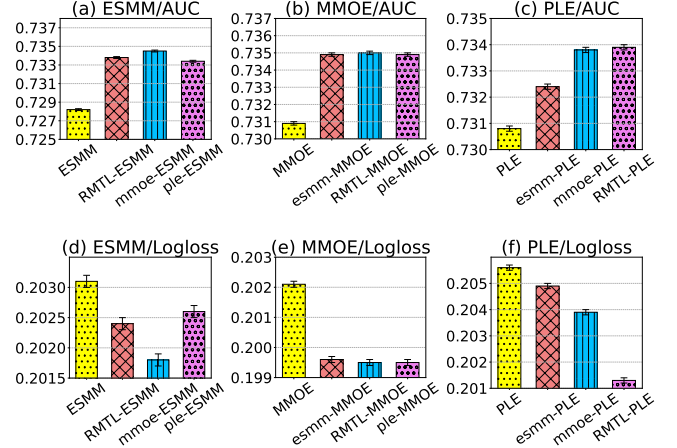 (a) ESMM/AUC
0.737
0.735
0.733
0.731
0.729
0.727
0.725
ESMM
RMTL-ESMM
mmoe-ESMM
ple-ESMM
(b) MMOE/AUC
0.737
0.736
0.735
0.734
0.733
0.731
0.730
MMOE
esmm-MMOE
RMTL-MMOE
ple-MMOE
(c) PLE/AUC
0.735
0.734
0.733
0.731
0.730
PLE
esmm-PLE
mmoe-PLE
RMTL-PLE
(d) ESMM/Logloss
0.2030
0.2025
0.2020
0.2015
ESMM
RMTL-ESMM
mmoe-ESMM
ple-ESMM
(e) MMOE/Logloss
0.203
0.202
0.201
0.200
0.199
MMOE
esmm-MMOE
RMTL-MMOE
ple-MMOE
(f) PLE/Logloss
0.205
0.204
0.202
0.201
PLE
esmm-PLE
mmoe-PLE
RMTL-PLE